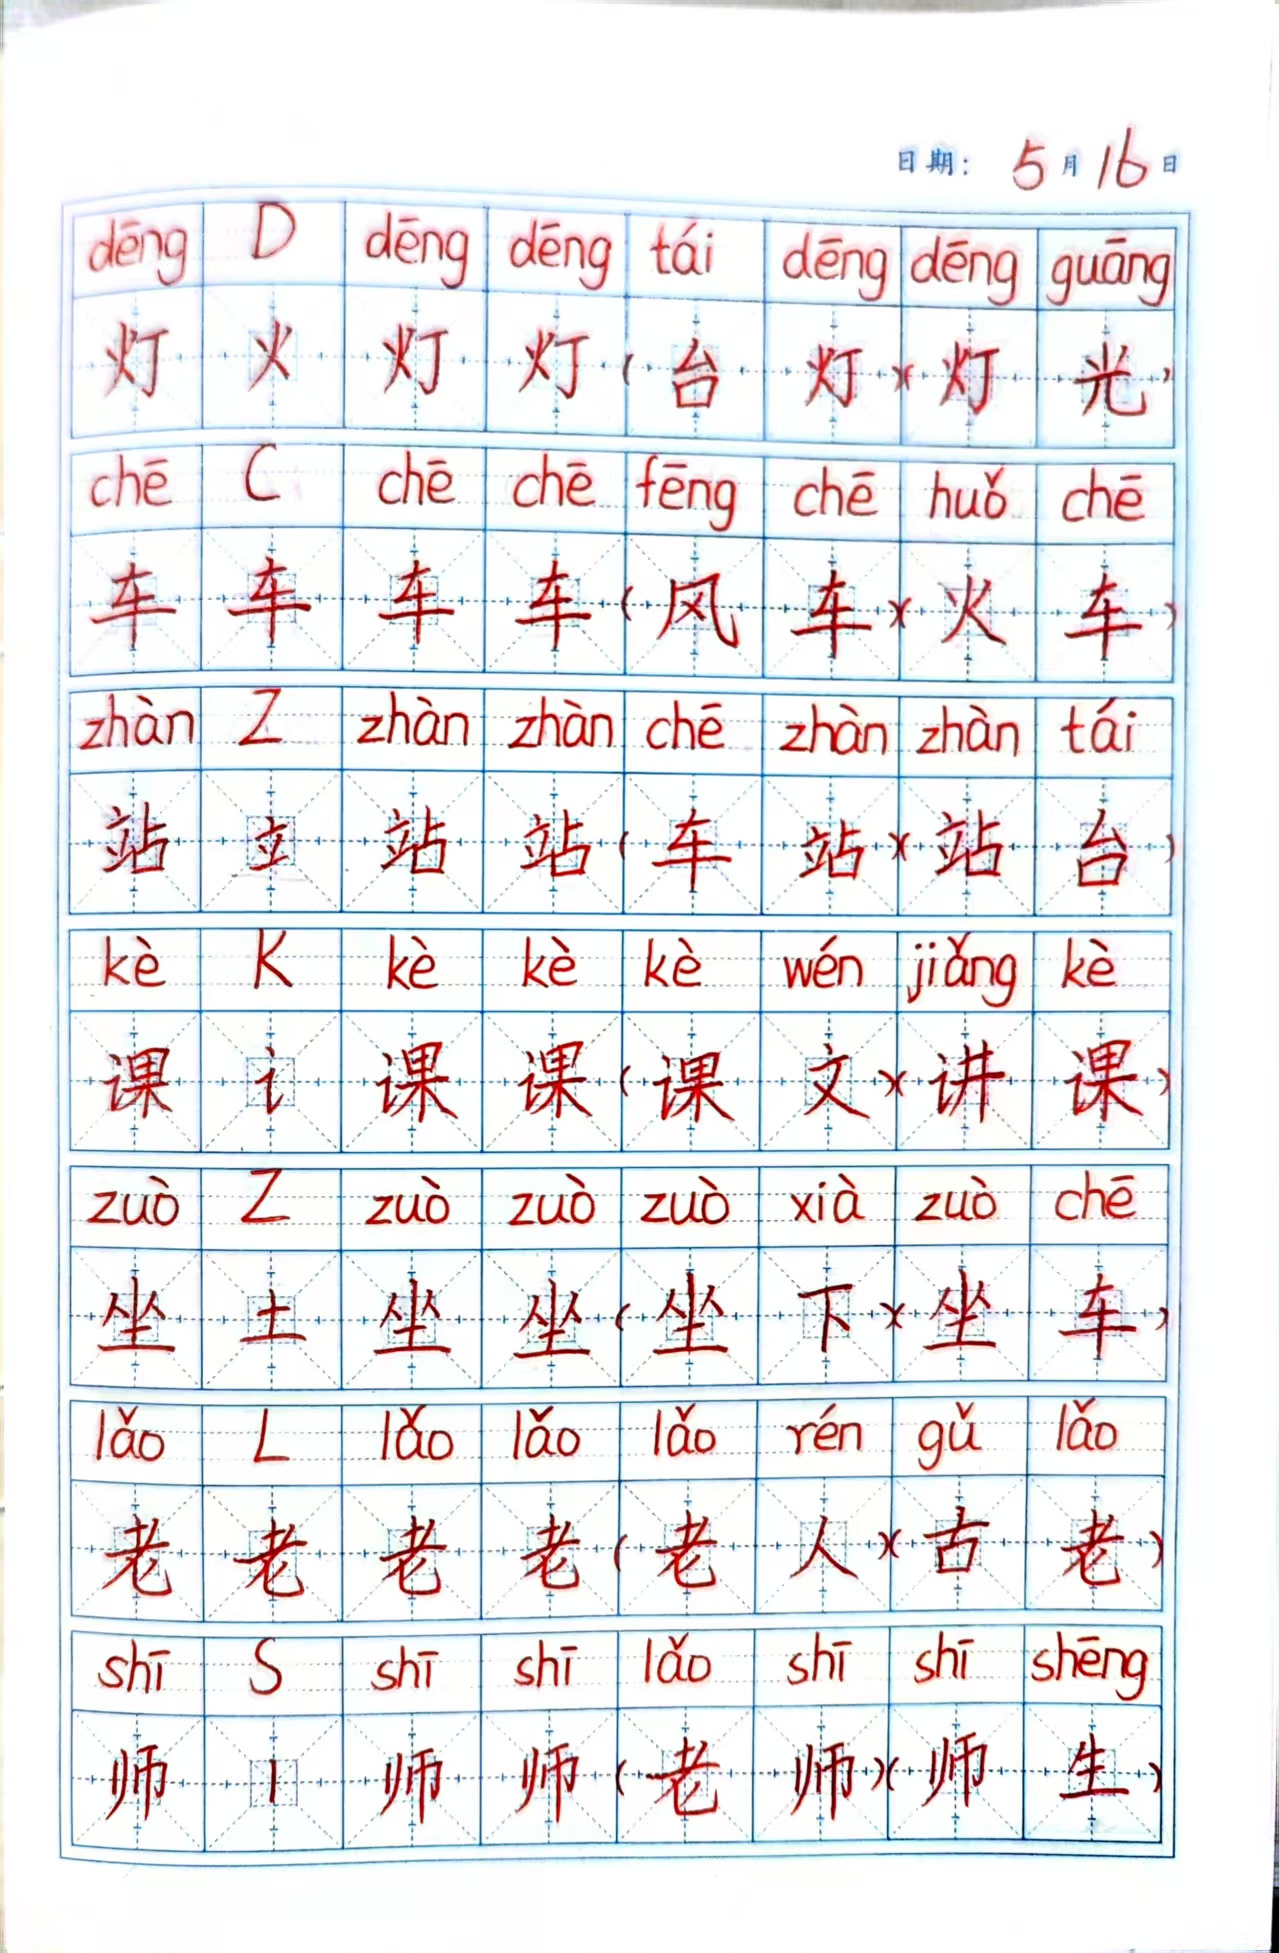 日期： 5月16日
dēng D dēng dēng tái dēng dēng guāng
灯 火 灯 灯 (台 灯)(灯 光)
chē C chē chē fēng chē huǒ chē
车 车 车 车 (风 车)(火 车)
zhàn Z zhàn zhàn chē zhàn zhàn tái
站 立 站 站 (车 站)(站 台)
kè K kè kè kè wén jiǎng kè
课 讠 课 课 (课 文)(讲 课)
zuò Z zuò zuò zuò xià zuò chē
坐 土 坐 坐 (坐 下)(坐 车)
lǎo L lǎo lǎo lǎo rén gǔ lǎo
老 老 老 老 (老 人)(古 老)
shī S shī shī lǎo shī shī shēng
师 丨 师 师 (老 师)(师 生)